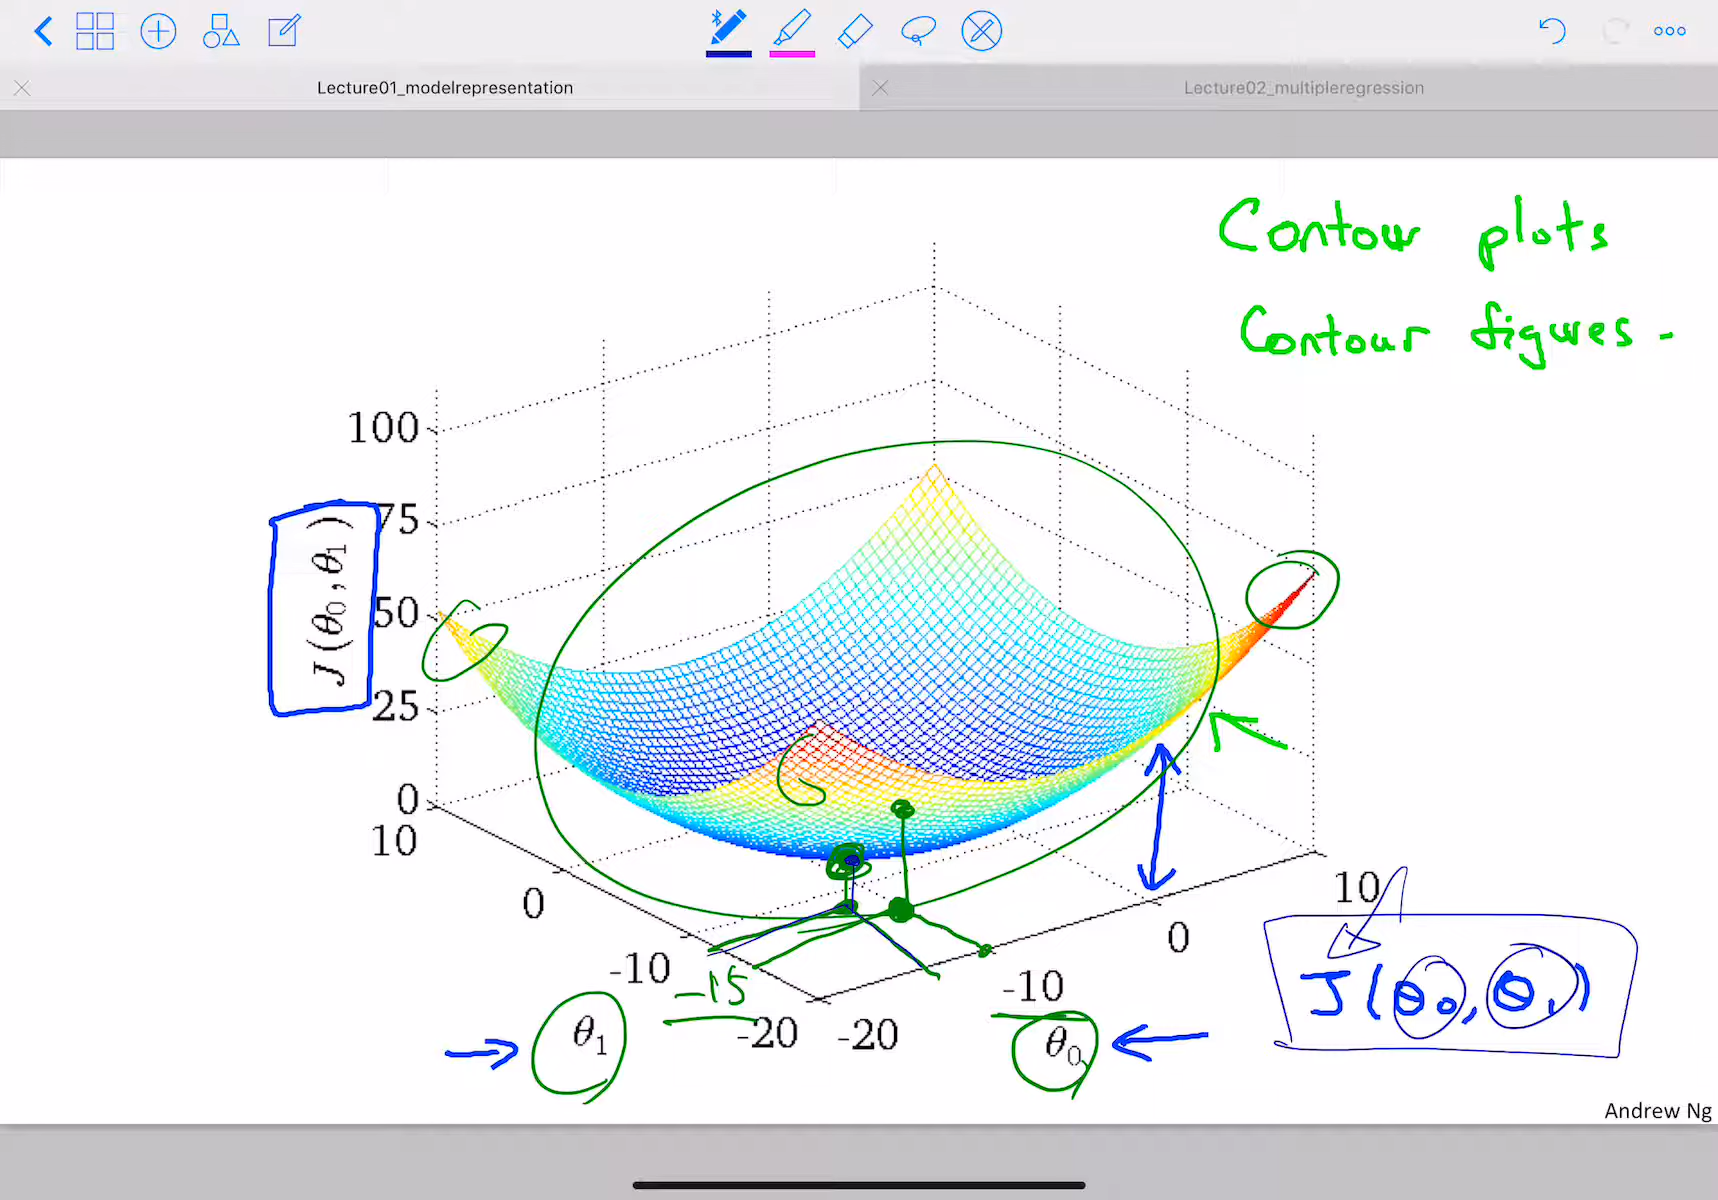 Lecture01_modelrepresentation
Lecture02_multipleregression
Contour plots
Contour figures -
100
75
50
25
0
J(θ₀,θ₁)
10
0
-10
-15
-20
θ₁
-20
-10
0
10
θ₀
J(θ₀,θ₁)
Andrew Ng